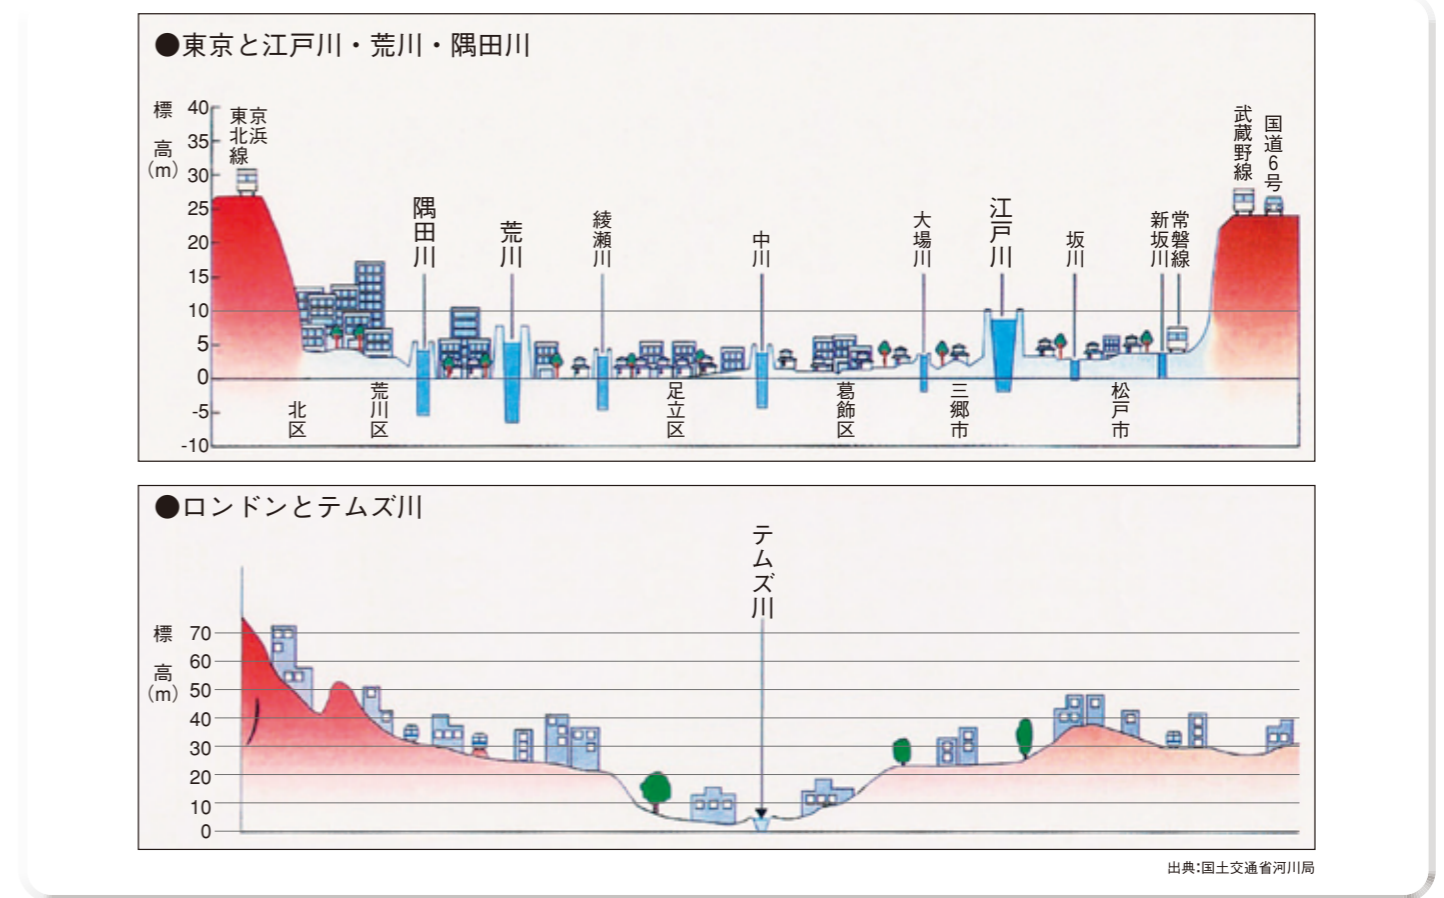 ●東京と江戸川・荒川・隅田川
標高(m)
40
35
30
25
20
15
10
5
0
-5
-10
京浜
東北線
隅田川
荒川
綾瀬川
中川
大場川
江戸川
坂川
新坂川
常磐線
武蔵野線
国道6号
北区
荒川区
足立区
葛飾区
三郷市
松戸市
●ロンドンとテムズ川
テムズ川
標高(m)
70
60
50
40
30
20
10
0
出典:国土交通省河川局